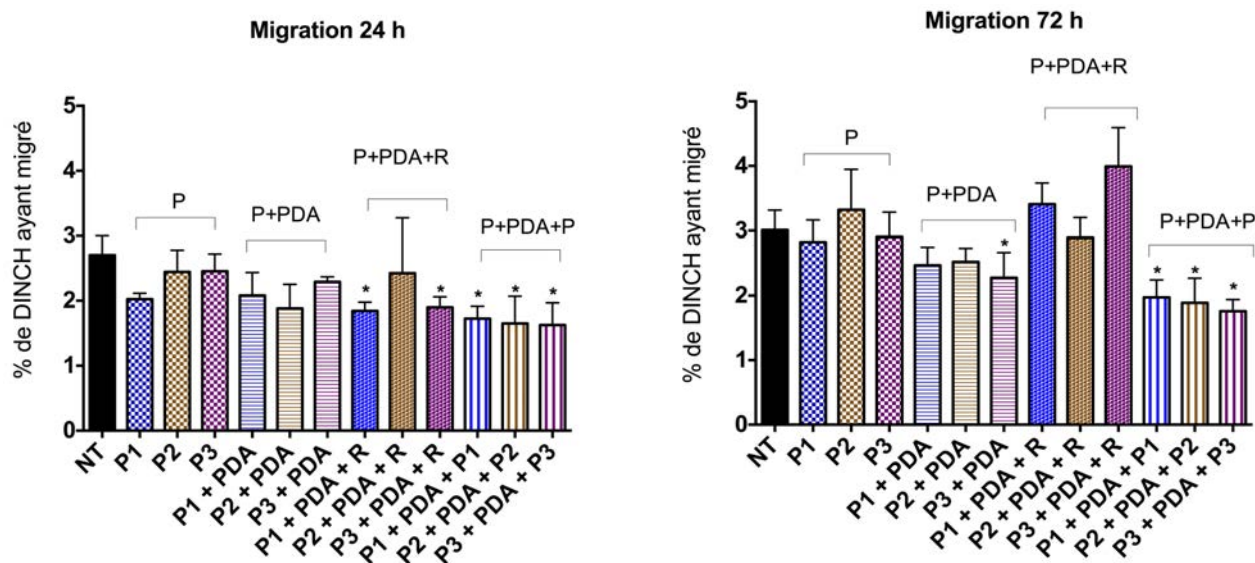 Migration 24 h
% de DINCH ayant migré
5
4
3
2
1
0
P
P+PDA
P+PDA+R
P+PDA+P
* * * * *
NT
P1
P2
P3
P1 + PDA
P2 + PDA
P3 + PDA
P1 + PDA + R
P2 + PDA + R
P3 + PDA + R
P1 + PDA + P1
P2 + PDA + P2
P3 + PDA + P3
Migration 72 h
% de DINCH ayant migré
5
4
3
2
1
0
P
P+PDA
P+PDA+R
P+PDA+P
* * * *
NT
P1
P2
P3
P1 + PDA
P2 + PDA
P3 + PDA
P1 + PDA + R
P2 + PDA + R
P3 + PDA + R
P1 + PDA + P1
P2 + PDA + P2
P3 + PDA + P3